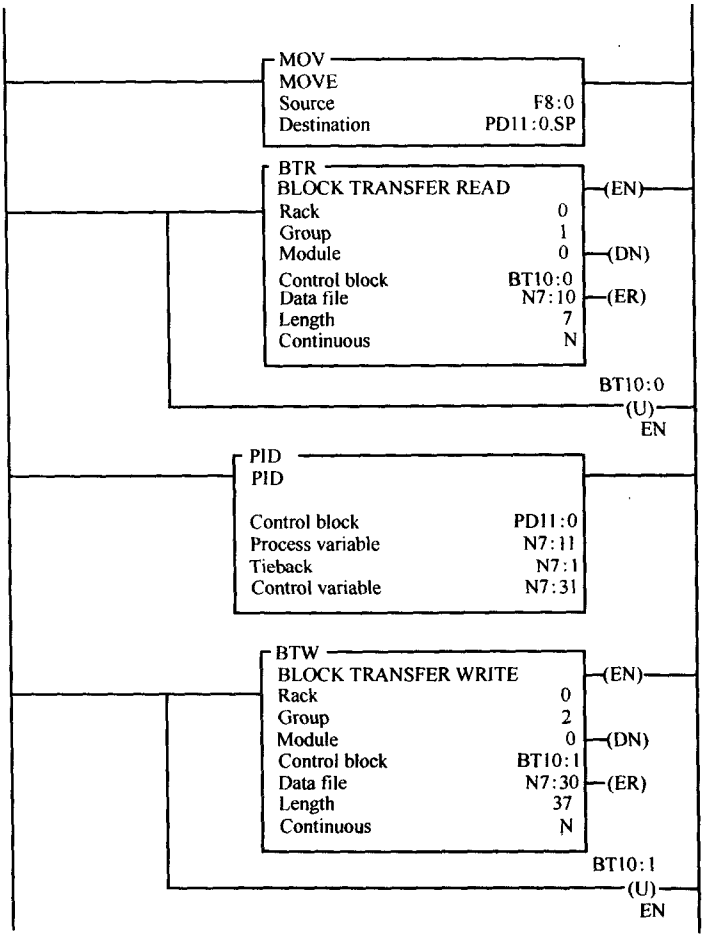 MOV
MOVE
Source F8:0
Destination PD11:0.SP
BTR
BLOCK TRANSFER READ (EN)
Rack 0
Group 1
Module 0 (DN)
Control block BT10:0
Data file N7:10 (ER)
Length 7
Continuous N
BT10:0
(U)
EN
PID
PID
Control block PD11:0
Process variable N7:11
Tieback N7:1
Control variable N7:31
BTW
BLOCK TRANSFER WRITE (EN)
Rack 0
Group 2
Module 0 (DN)
Control block BT10:1
Data file N7:30 (ER)
Length 37
Continuous N
BT10:1
(U)
EN